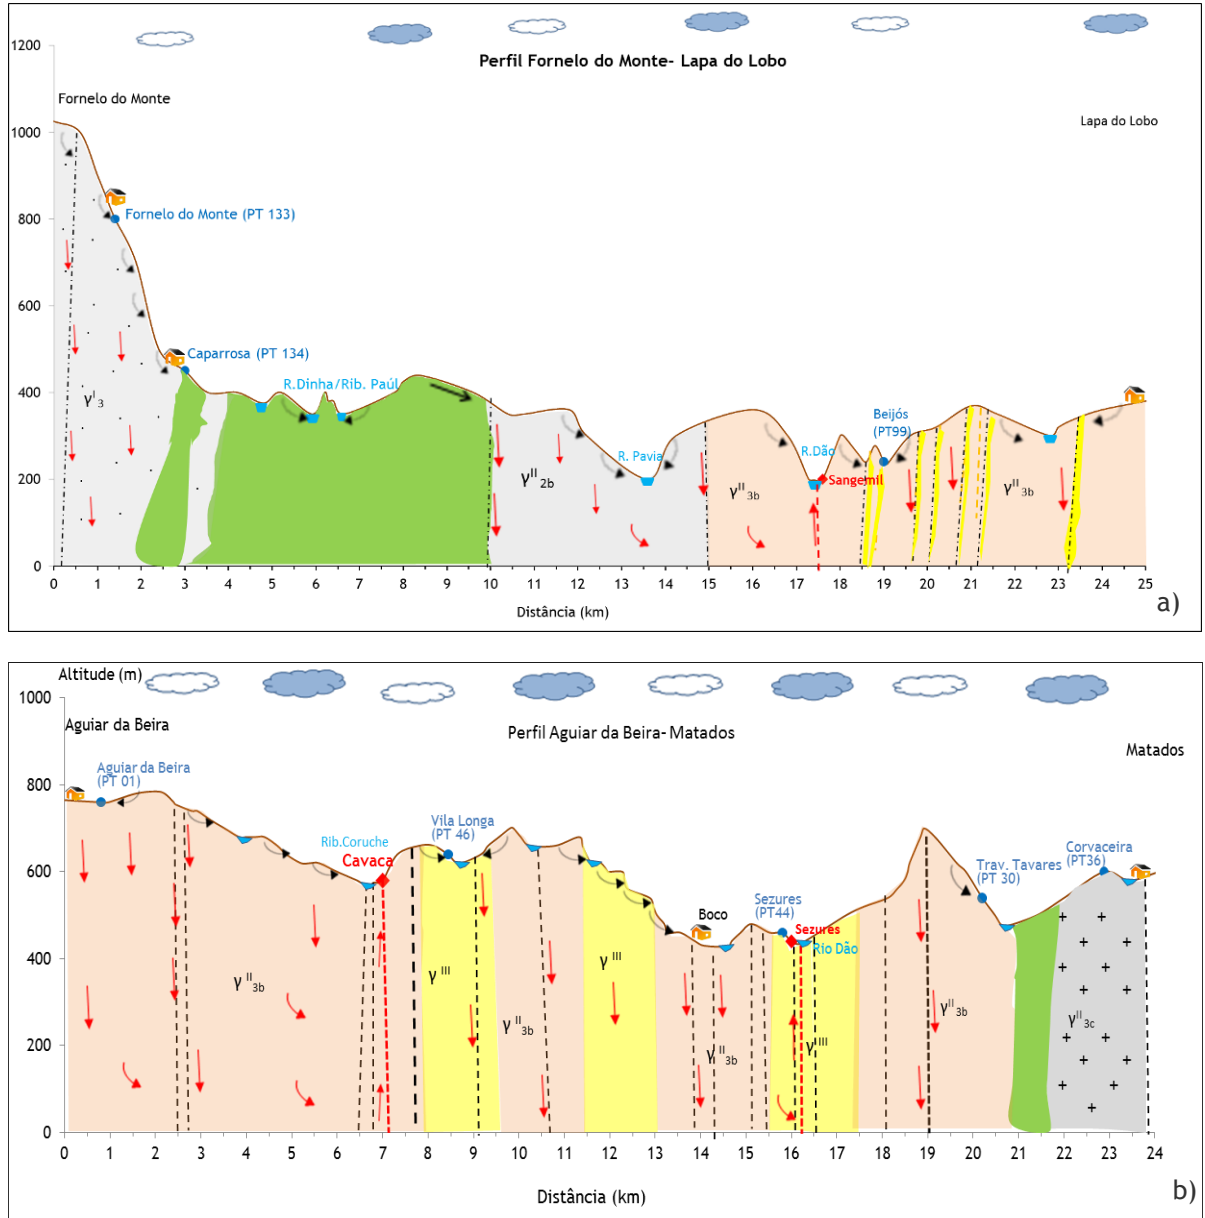 1200
Perfil Fornelo do Monte- Lapa do Lobo
Fornelo do Monte
Lapa do Lobo
1000
800
Fornelo do Monte (PT 133)
600
Caparrosa (PT 134)
R.Dinha/Rib. Paúl
400
γI3
Beijós
(PT99)
R. Pavia
R.Dão
200
γII2b
Sangemil
γII3b
γII3b
0
0 1 2 3 4 5 6 7 8 9 10 11 12 13 14 15 16 17 18 19 20 21 22 23 24 25
Distância (km)
a)
Altitude (m)
1000
Aguiar da Beira
Perfil Aguiar da Beira- Matados
Matados
Aguiar da Beira
(PT 01)
800
Vila Longa
(PT 46)
Rib.Coruche
Cavaca
Corvaceira
(PT36)
Trav. Tavares
(PT 30)
600
Sezures
(PT44)
Boco
Sezures
Rio Dão
400
γII3b
γIII
γII3b
γIII
γII3b
γIII
γII3b
γII3c
200
0
0 1 2 3 4 5 6 7 8 9 10 11 12 13 14 15 16 17 18 19 20 21 22 23 24
Distância (km)
b)